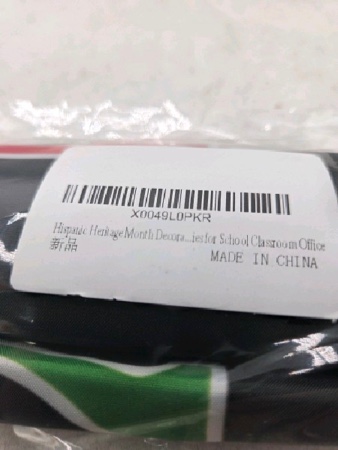 X0049L0PKR
Hispanic Heritage Month Decora...ies for School Classroom Office
新品
MADE IN CHINA